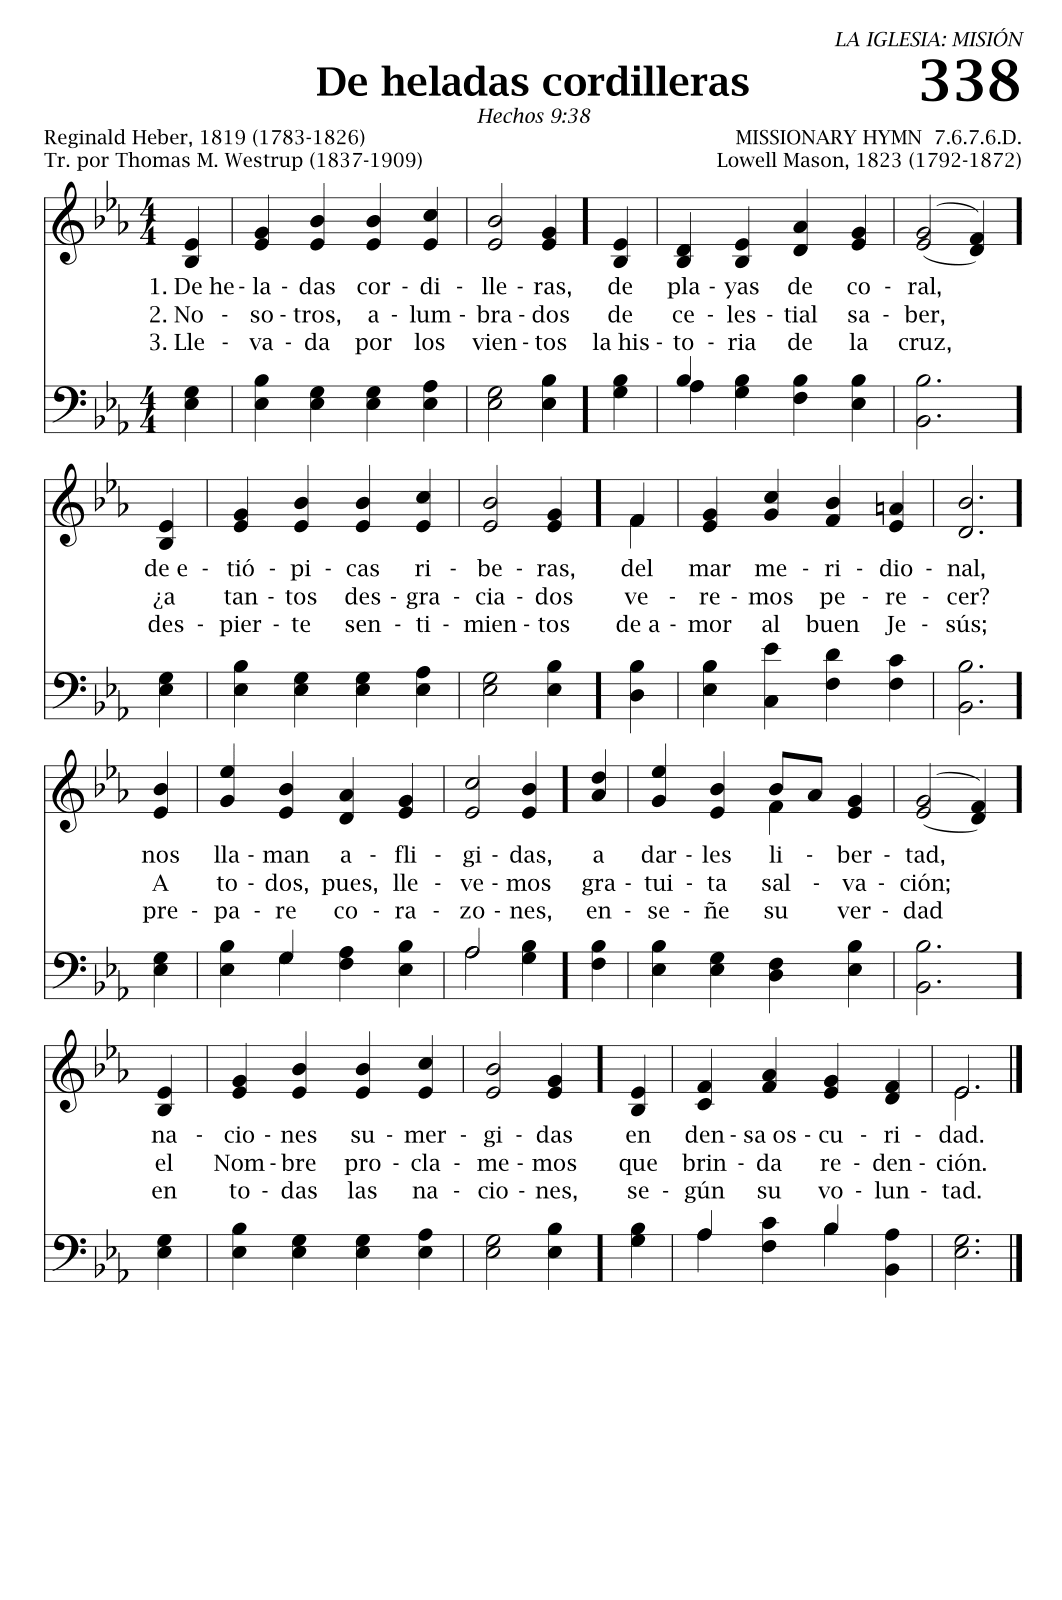 LA IGLESIA: MISIÓN
De heladas cordilleras 338
Hechos 9:38
Reginald Heber, 1819 (1783-1826) MISSIONARY HYMN 7.6.7.6.D.
Tr. por Thomas M. Westrup (1837-1909) Lowell Mason, 1823 (1792-1872)
1. De he - la - das cor - di - lle - ras, de pla - yas de co - ral,
2. No - so - tros, a - lum - bra - dos de ce - les - tial sa - ber,
3. Lle - va - da por los vien - tos la his - to - ria de la cruz,
de e - tió - pi - cas ri - be - ras, del mar me - ri - dio - nal,
¿a tan - tos des - gra - cia - dos ve - re - mos pe - re - cer?
des - pier - te sen - ti - mien - tos de a - mor al buen Je - sús;
nos lla - man a - fli - gi - das, a dar - les li - ber - tad,
A to - dos, pues, lle - ve - mos gra - tui - ta sal - va - ción;
pre - pa - re co - ra - zo - nes, en - se - ñe su ver - dad
na - cio - nes su - mer - gi - das en den - sa os - cu - ri - dad.
el Nom - bre pro - cla - me - mos que brin - da re - den - ción.
en to - das las na - cio - nes, se - gún su vo - lun - tad.